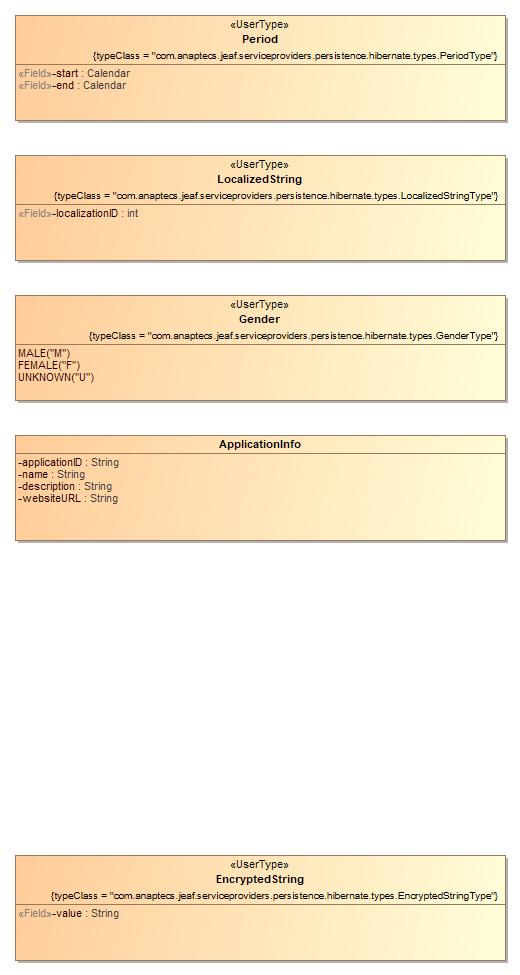 «UserType»
Period
{typeClass = "com.anaptecs.jeaf.serviceproviders.persistence.hibernate.types.PeriodType"}
«Field»-start : Calendar
«Field»-end : Calendar
«UserType»
LocalizedString
{typeClass = "com.anaptecs.jeaf.serviceproviders.persistence.hibernate.types.LocalizedStringType"}
«Field»-localizationID : int
«UserType»
Gender
{typeClass = "com.anaptecs.jeaf.serviceproviders.persistence.hibernate.types.GenderType"}
MALE("M")
FEMALE("F")
UNKNOWN("U")
ApplicationInfo
-applicationID : String
-name : String
-description : String
-websiteURL : String
«UserType»
EncryptedString
{typeClass = "com.anaptecs.jeaf.serviceproviders.persistence.hibernate.types.EncryptedStringType"}
«Field»-value : String